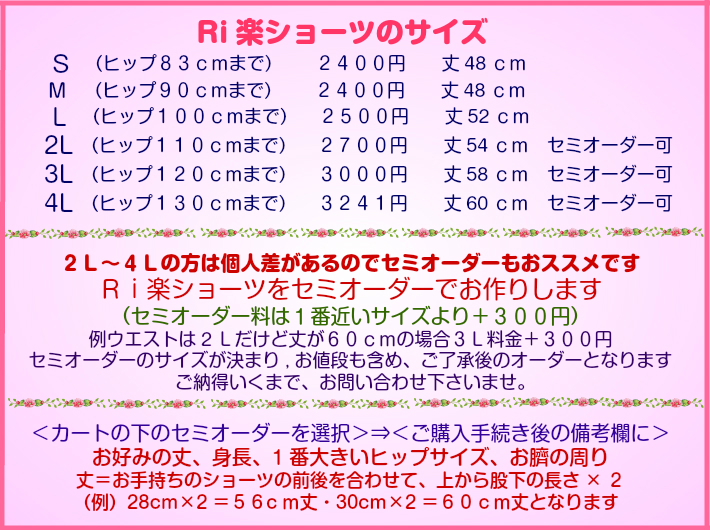 Ri楽ショーツのサイズ
S （ヒップ８３ｃｍまで） ２４００円 丈48 ｃｍ
M （ヒップ９０ｃｍまで） ２４００円 丈48 ｃｍ
L （ヒップ１００ｃｍまで） ２５００円 丈52 ｃｍ
2L （ヒップ１１０ｃｍまで） ２７００円 丈54 ｃｍ セミオーダー可
3L （ヒップ１２０ｃｍまで） ３０００円 丈58 ｃｍ セミオーダー可
4L （ヒップ１３０ｃｍまで） ３２４１円 丈60 ｃｍ セミオーダー可
２Ｌ～４Ｌの方は個人差があるのでセミオーダーもおススメです
Ｒｉ楽ショーツをセミオーダーでお作りします
（セミオーダー料は１番近いサイズより＋３００円）
例ウエストは２Ｌだけど丈が６０ｃｍの場合３Ｌ料金＋３００円
セミオーダーのサイズが決まり，お値段も含め、ご了承後のオーダーとなります
ご納得いくまで、お問い合わせ下さいませ。
＜カートの下のセミオーダーを選択＞⇒＜ご購入手続き後の備考欄に＞
お好みの丈、身長、１番大きいヒップサイズ、お臍の周り
丈＝お手持ちのショーツの前後を合わせて、上から股下の長さ×２
（例）28cm×２＝５６ｃｍ丈・30cm×２＝６０ｃｍ丈となります